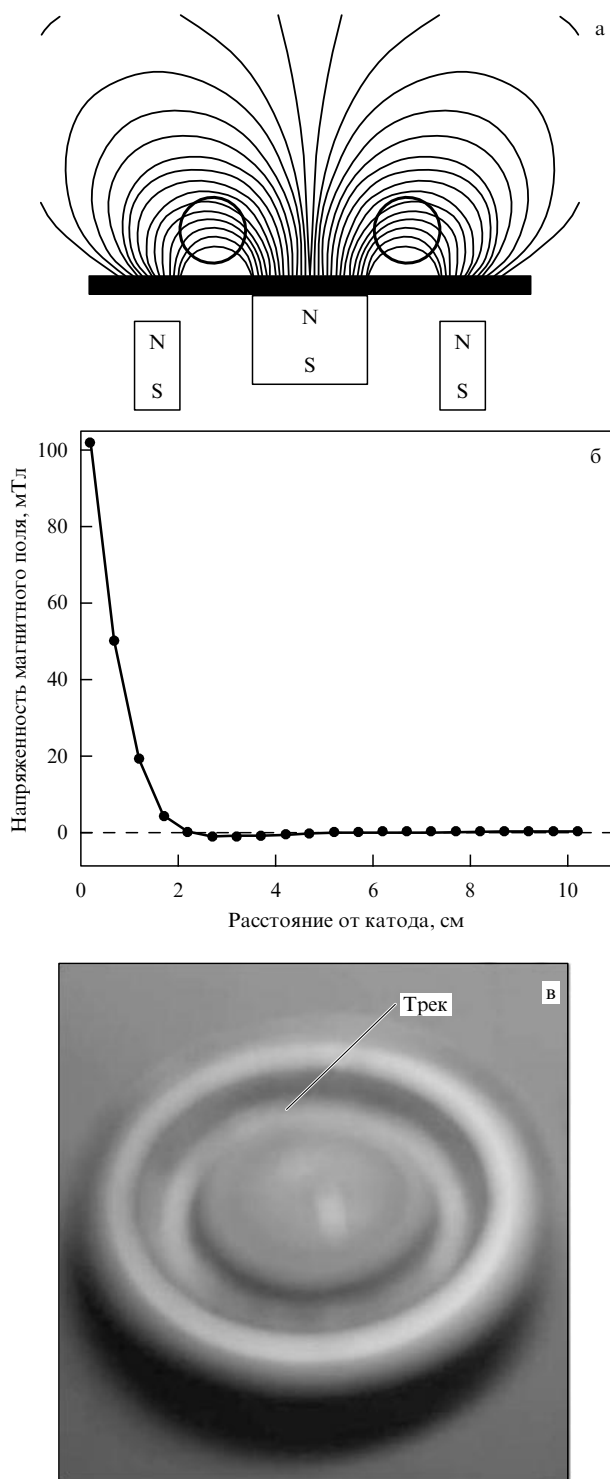 а
N
S
N
S
N
S
Напряженность магнитного поля, мТл
б
100
80
60
40
20
0
0
2
4
6
8
10
Расстояние от катода, см
в
Трек